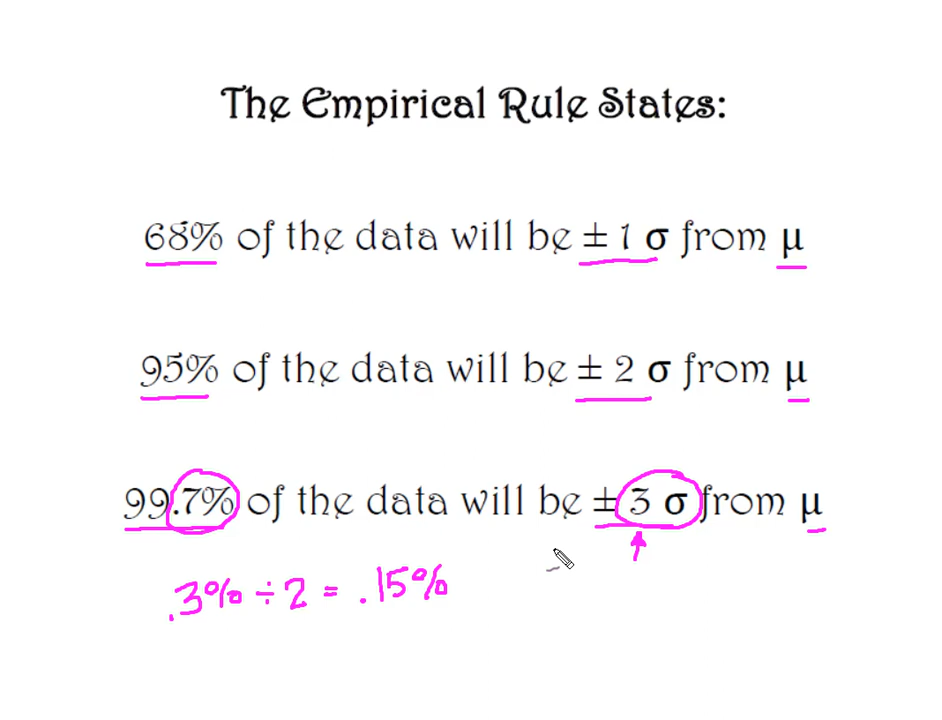 The Empirical Rule States:
68% of the data will be ± 1 σ from μ
95% of the data will be ± 2 σ from μ
99.7% of the data will be ± 3 σ from μ
.3% ÷ 2 = .15%